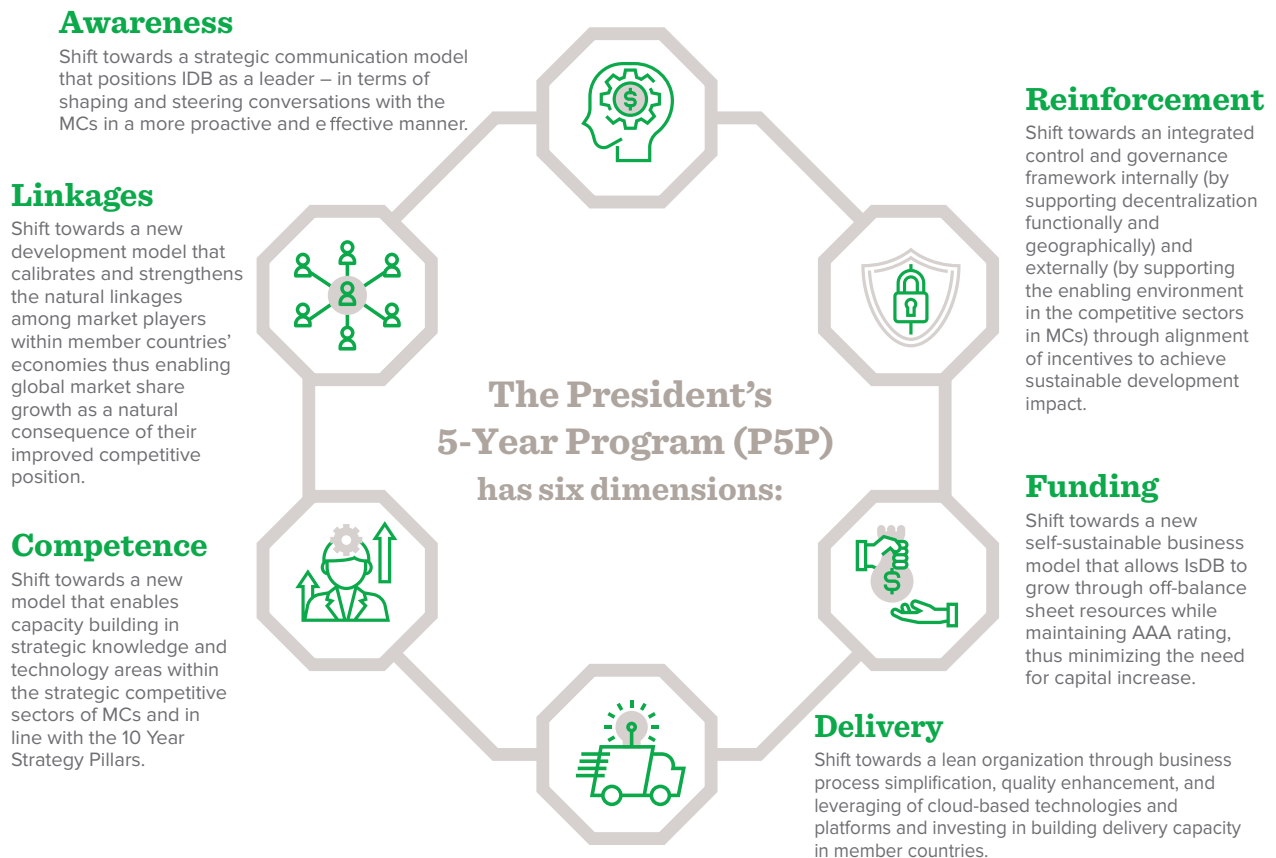 Awareness
Shift towards a strategic communication model
that positions IDB as a leader – in terms of
shaping and steering conversations with the
MCs in a more proactive and effective manner.
Linkages
Shift towards a new
development model that
calibrates and strengthens
the natural linkages
among market players
within member countries’
economies thus enabling
global market share
growth as a natural
consequence of their
improved competitive
position.
Competence
Shift towards a new
model that enables
capacity building in
strategic knowledge and
technology areas within
the strategic competitive
sectors of MCs and in
line with the 10 Year
Strategy Pillars.
$
The President’s
5-Year Program (P5P)
has six dimensions:
Reinforcement
Shift towards an integrated
control and governance
framework internally (by
supporting decentralization
functionally and
geographically) and
externally (by supporting
the enabling environment
in the competitive sectors
in MCs) through alignment
of incentives to achieve
sustainable development
impact.
Funding
Shift towards a new
self-sustainable business
model that allows IsDB to
grow through off-balance
sheet resources while
maintaining AAA rating,
thus minimizing the need
for capital increase.
$
Delivery
Shift towards a lean organization through business
process simplification, quality enhancement, and
leveraging of cloud-based technologies and
platforms and investing in building delivery capacity
in member countries.